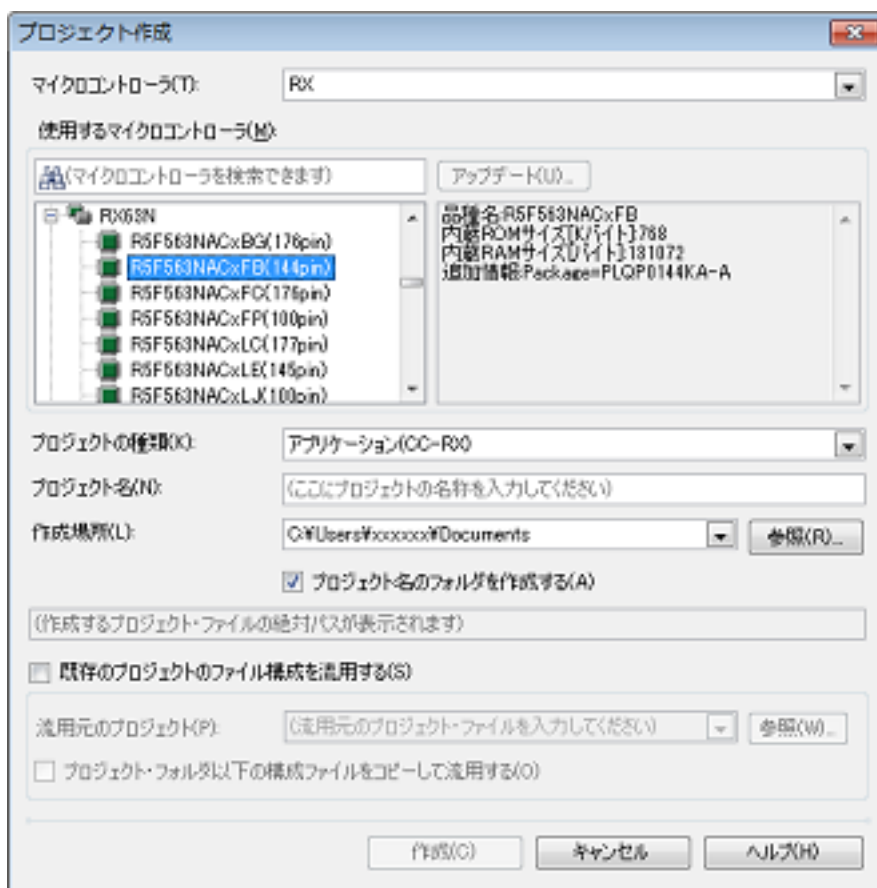 プロジェクト作成
マイクロコントローラ(T): RX
使用するマイクロコントローラ(M):
(マイクロコントローラを検索できます) アップデート(U)...
RX63N
R5F563NACxBG(176pin)
R5F563NACxFB(144pin)
R5F563NACxFC(176pin)
R5F563NACxFP(100pin)
R5F563NACxLC(177pin)
R5F563NACxLE(145pin)
R5F563NACxLJ(100pin)
品種名:R5F563NACxFB
内蔵ROMサイズ[Kバイト]:768
内蔵RAMサイズ[バイト]:131072
追加情報:Package=PLQP0144KA-A
プロジェクトの種類(K): アプリケーション(CC-RX)
プロジェクト名(N): (ここにプロジェクトの名称を入力してください)
作成場所(L): C:¥Users¥xxxxxx¥Documents 参照(R)...
プロジェクト名のフォルダを作成する(A)
(作成するプロジェクト・ファイルの絶対パスが表示されます)
既存のプロジェクトのファイル構成を流用する(S)
流用元のプロジェクト(P): (流用元のプロジェクト・ファイルを入力してください) 参照(W)...
プロジェクト・フォルダ以下の構成ファイルをコピーして流用する(O)
作成(C) キャンセル ヘルプ(H)